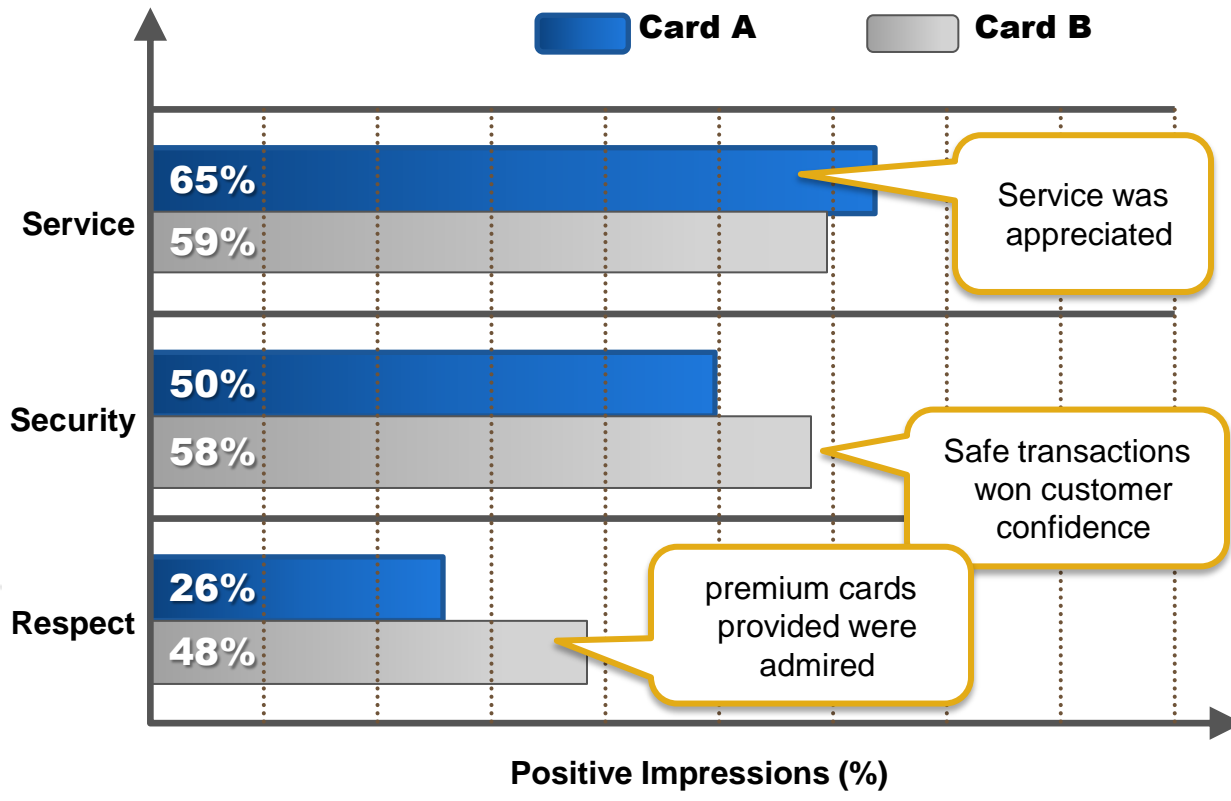 Card A
Card B
Service
65%
59%
Service was
appreciated
Security
50%
58%
Safe transactions
won customer
confidence
Respect
26%
48%
premium cards
provided were
admired
Positive Impressions (%)